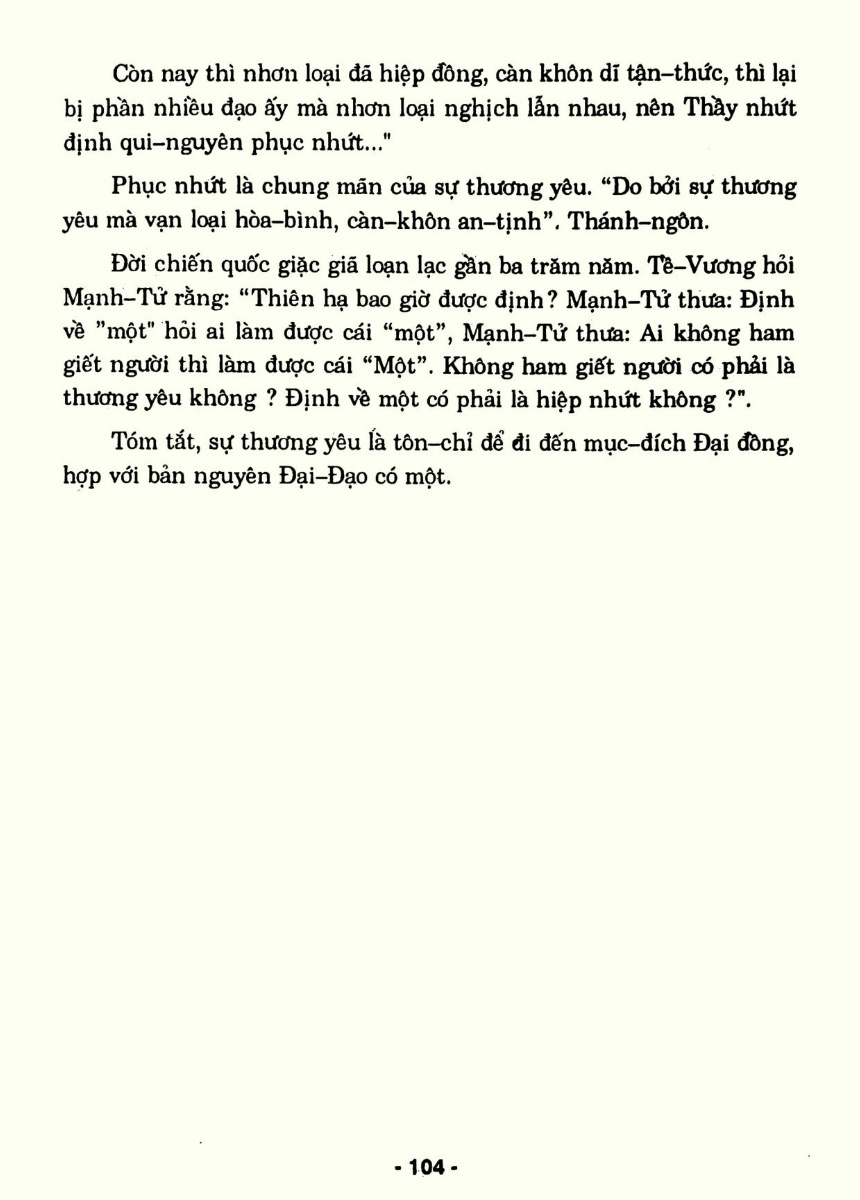 Còn nay thì nhơn loại đã hiệp đồng, càn khôn dĩ tận–thức, thì lại
bị phần nhiều đạo ấy mà nhơn loại nghịch lẫn nhau, nên Thầy nhứt
định qui–nguyên phục nhứt..."
Phục nhứt là chung mãn của sự thương yêu. “Do bởi sự thương
yêu mà vạn loại hòa–bình, càn–khôn an–tịnh”. Thánh–ngôn.
Đời chiến quốc giặc giã loạn lạc gần ba trăm năm. Tề–Vương hỏi
Mạnh–Tử rằng: “Thiên hạ bao giờ được định? Mạnh–Tử thưa: Định
về ”một" hỏi ai làm được cái “một”, Mạnh–Tử thưa: Ai không ham
giết người thì làm được cái “Một”. Không ham giết người có phải là
thương yêu không ? Định về một có phải là hiệp nhứt không ?".
Tóm tắt, sự thương yêu là tôn–chỉ để đi đến mục–đích Đại đồng,
hợp với bản nguyên Đại–Đạo có một.
- 104 -